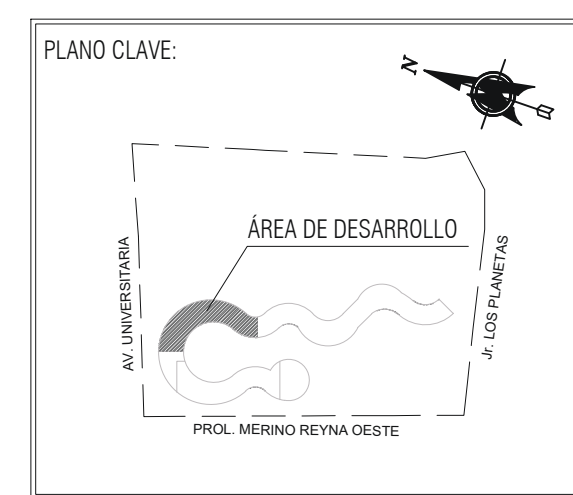 PLANO CLAVE:
N
ÁREA DE DESARROLLO
AV. UNIVERSITARIA
Jr. LOS PLANETAS
PROL. MERINO REYNA OESTE